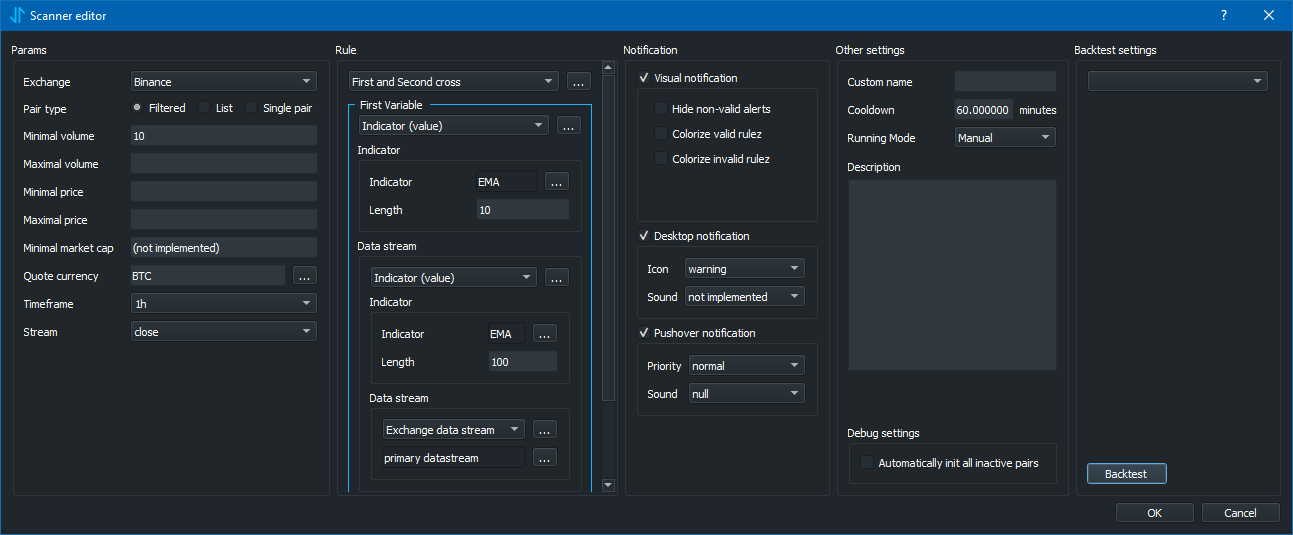 Scanner editor
?
Params
Exchange
Binance
Pair type
Filtered
List
Single pair
Minimal volume
10
Maximal volume
Minimal price
Maximal price
Minimal market cap
(not implemented)
Quote currency
BTC
...
Timeframe
1h
Stream
close
Rule
First and Second cross
...
First Variable
Indicator (value)
...
Indicator
Indicator
EMA
...
Length
10
Data stream
Indicator (value)
...
Indicator
Indicator
EMA
...
Length
100
Data stream
Exchange data stream
...
primary datastream
...
Notification
Visual notification
Hide non-valid alerts
Colorize valid rulez
Colorize invalid rulez
Desktop notification
Icon
warning
Sound
not implemented
Pushover notification
Priority
normal
Sound
null
Other settings
Custom name
Cooldown
60.000000
minutes
Running Mode
Manual
Description
Debug settings
Automatically init all inactive pairs
Backtest settings
Backtest
OK
Cancel